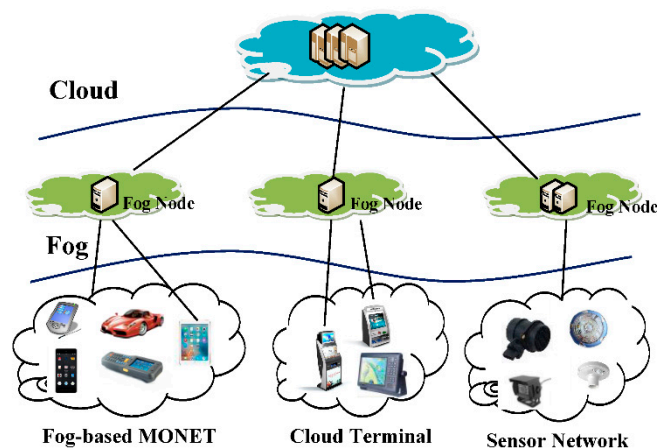 Cloud
Fog Node
Fog Node
Fog Node
Fog
Fog-based MONET
Cloud Terminal
Sensor Network